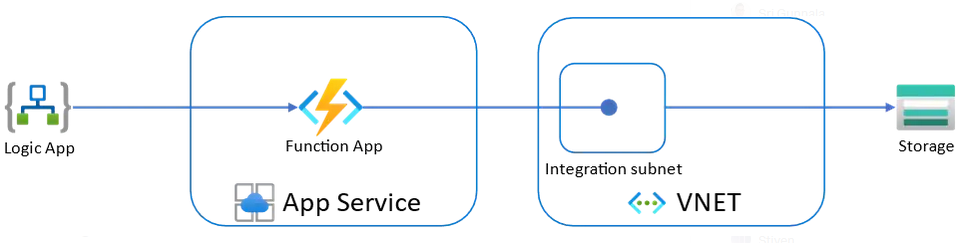 Logic App
Function App
App Service
Integration subnet
VNET
Storage